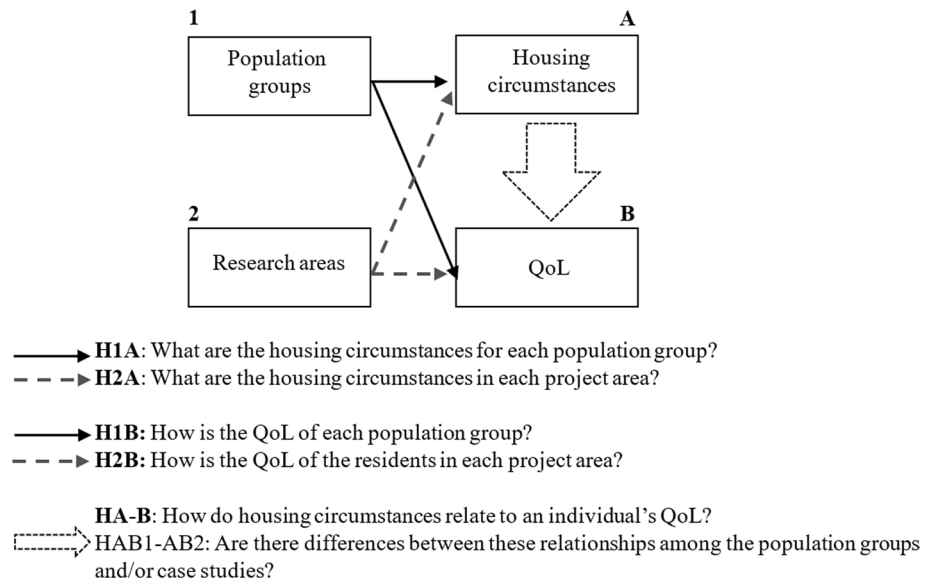 1
A
Population
groups
Housing
circumstances
2
B
Research areas
QoL
H1A: What are the housing circumstances for each population group?
H2A: What are the housing circumstances in each project area?
H1B: How is the QoL of each population group?
H2B: How is the QoL of the residents in each project area?
HA-B: How do housing circumstances relate to an individual’s QoL?
HAB1-AB2: Are there differences between these relationships among the population groups
and/or case studies?